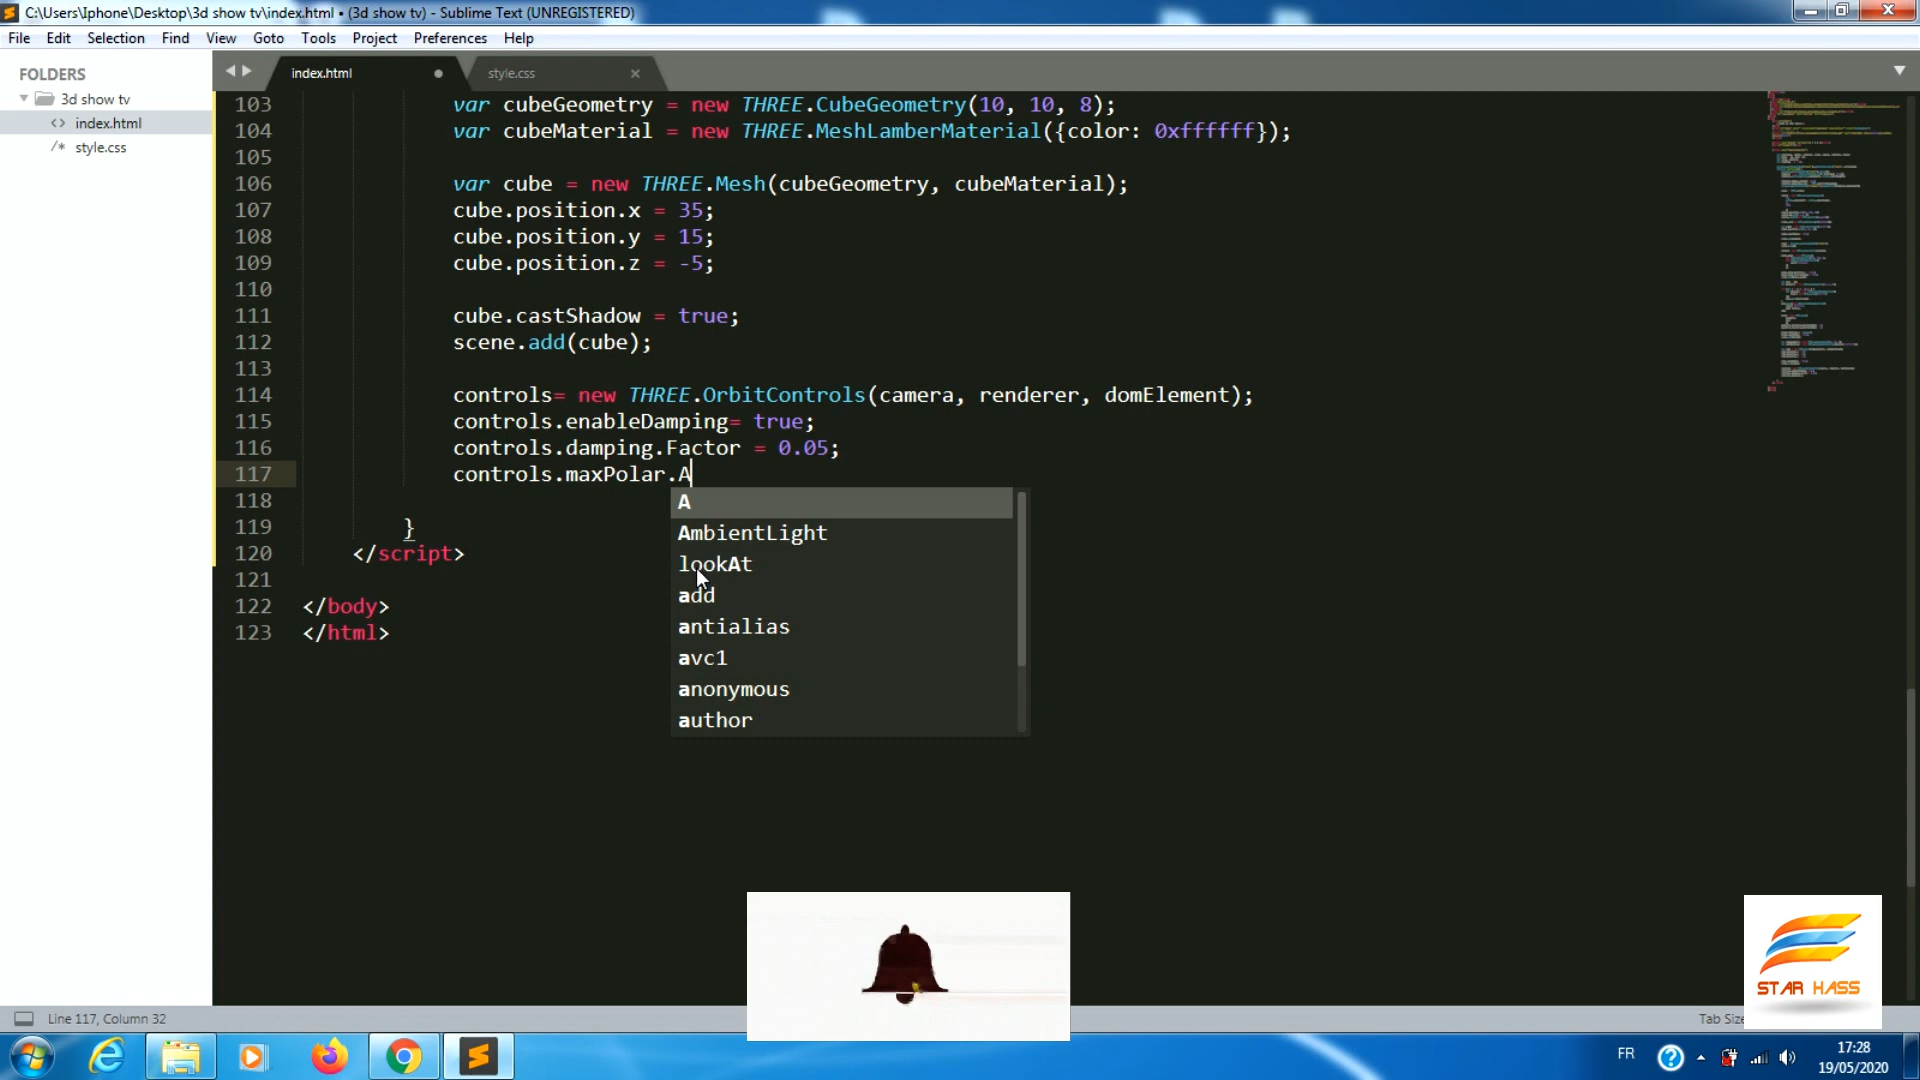 C:\Users\Iphone\Desktop\3d show tv\index.html • (3d show tv) - Sublime Text (UNREGISTERED)
File Edit Selection Find View Goto Tools Project Preferences Help
FOLDERS
3d show tv
<> index.html
/* style.css
index.html
style.css
103 var cubeGeometry = new THREE.CubeGeometry(10, 10, 8);
104 var cubeMaterial = new THREE.MeshLamberMaterial({color: 0xffffff});
105
106 var cube = new THREE.Mesh(cubeGeometry, cubeMaterial);
107 cube.position.x = 35;
108 cube.position.y = 15;
109 cube.position.z = -5;
110
111 cube.castShadow = true;
112 scene.add(cube);
113
114 controls= new THREE.OrbitControls(camera, renderer, domElement);
115 controls.enableDamping= true;
116 controls.damping.Factor = 0.05;
117 controls.maxPolar.A
118
119 }
120 </script>
121
122 </body>
123 </html>
A
AmbientLight
lookAt
add
antialias
avc1
anonymous
author
STAR HASS
Line 117, Column 32
Tab Size
FR
17:28
19/05/2020